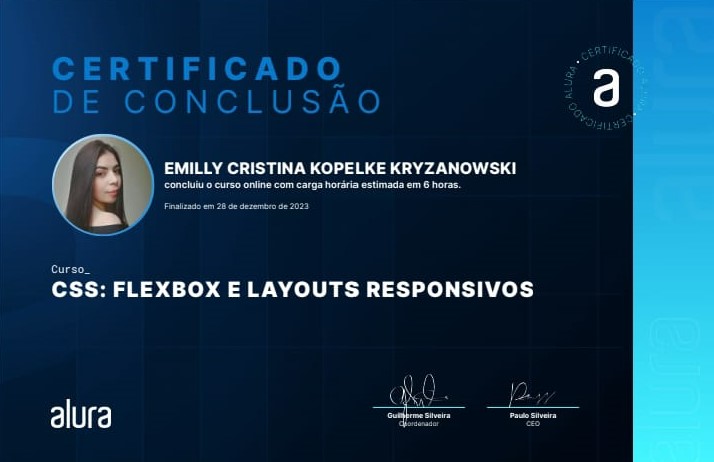 CERTIFICADO
DE CONCLUSÃO
CERTIFICADO ALURA • CERTIFICADO ALURA •
a
EMILLY CRISTINA KOPELKE KRYZANOWSKI
concluiu o curso online com carga horária estimada em 6 horas.
Finalizado em 28 de dezembro de 2023
Curso_
CSS: FLEXBOX E LAYOUTS RESPONSIVOS
alura
Guilherme Silveira
Coordenador
Paulo Silveira
CEO
alura
alura